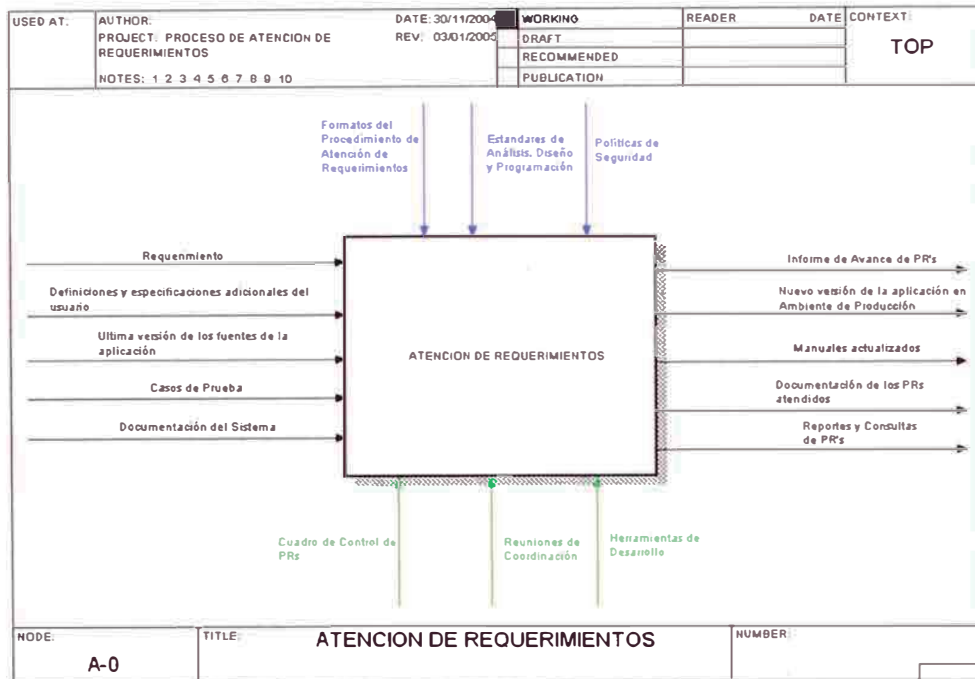 USED AT:
AUTHOR:
DATE: 30/11/2004
PROJECT: PROCESO DE ATENCION DE
REV: 03/01/2005
REQUERIMIENTOS
NOTES: 1 2 3 4 5 6 7 8 9 10
WORKING
DRAFT
RECOMMENDED
PUBLICATION
READER
DATE
CONTEXT:
TOP
Formatos del
Procedimiento de
Atención de
Requerimientos
Estandares de
Análisis, Diseño
y Programación
Políticas de
Seguridad
Requerimiento
Definiciones y especificaciones adicionales del
usuario
Ultima versión de los fuentes de la
aplicación
Casos de Prueba
Documentación del Sistema
ATENCION DE REQUERIMIENTOS
Informe de Avance de PR's
Nuevo versión de la aplicación en
Ambiente de Producción
Manuales actualizados
Documentación de los PRs
atendidos
Reportes y Consultas
de PR's
Cuadro de Control de
PRs
Reuniones de
Coordinación
Herramientas de
Desarrollo
NODE:
A-0
TITLE:
ATENCION DE REQUERIMIENTOS
NUMBER: